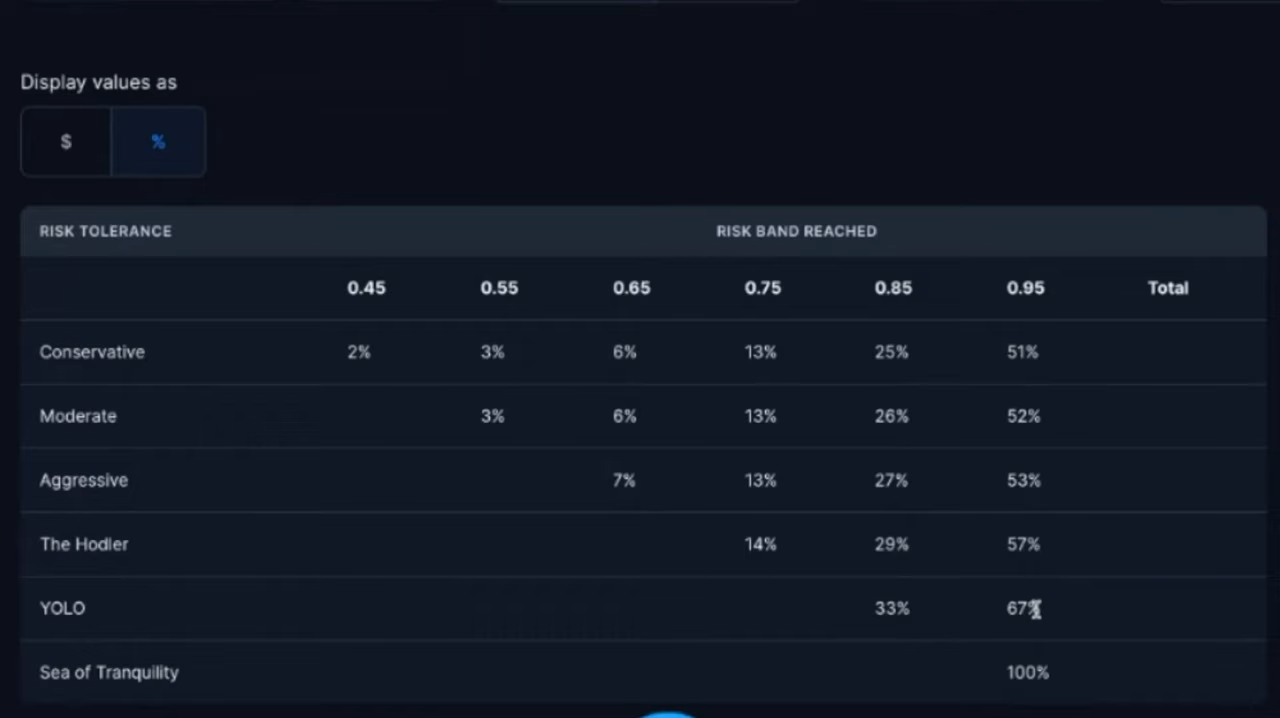 Display values as
$ %
RISK TOLERANCE RISK BAND REACHED
0.45 0.55 0.65 0.75 0.85 0.95 Total
Conservative 2% 3% 6% 13% 25% 51%
Moderate 3% 6% 13% 26% 52%
Aggressive 7% 13% 27% 53%
The Hodler 14% 29% 57%
YOLO 33% 67%
Sea of Tranquility 100%